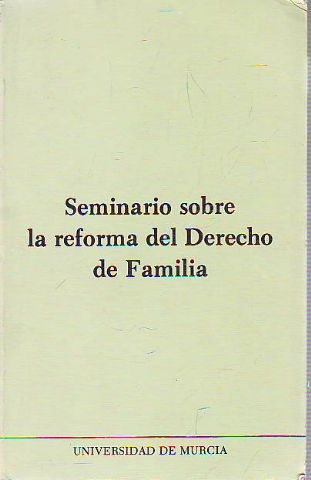 Seminario sobre
la reforma del Derecho
de Familia
UNIVERSIDAD DE MURCIA